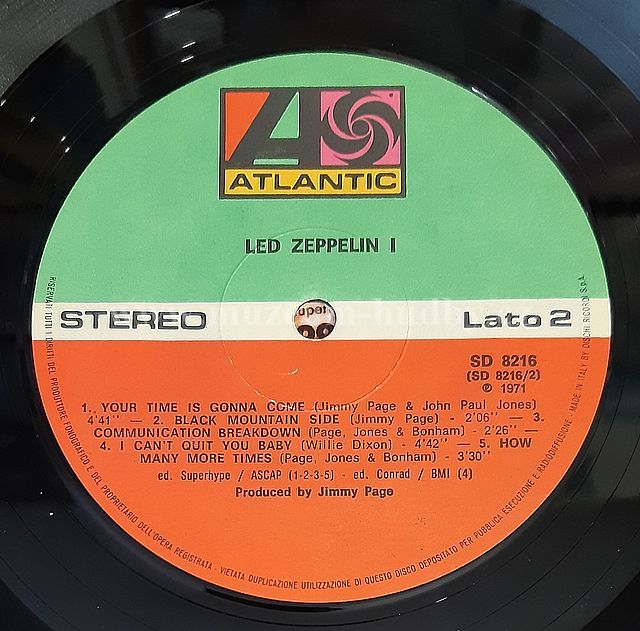 ATLANTIC
LED ZEPPELIN I
STEREO
Lato 2
SD 8216
(SD 8216/2)
℗ 1971
1. YOUR TIME IS GONNA COME (Jimmy Page & John Paul Jones)
4'41'' — 2. BLACK MOUNTAIN SIDE (Jimmy Page) - 2'06'' — 3.
COMMUNICATION BREAKDOWN (Page, Jones & Bonham) - 2'26'' —
4. I CAN'T QUIT YOU BABY (Willie Dixon) - 4'42'' — 5. HOW
MANY MORE TIMES (Page, Jones & Bonham) - 3'30''
ed. Superhype / ASCAP (1-2-3-5) - ed. Conrad / BMI (4)
Produced by Jimmy Page
RISERVATI TUTTI I DIRITTI DEL PRODUTTORE FONOGRAFICO E DEL PROPRIETARIO DELL'OPERA REGISTRATA - VIETATA DUPLICAZIONE UTILIZZAZIONE DI QUESTO DISCO DEPOSITATO PER PUBBLICA ESECUZIONE E RADIODIFFUSIONE - MADE IN ITALY BY DISCHI RICORDI S.p.A.